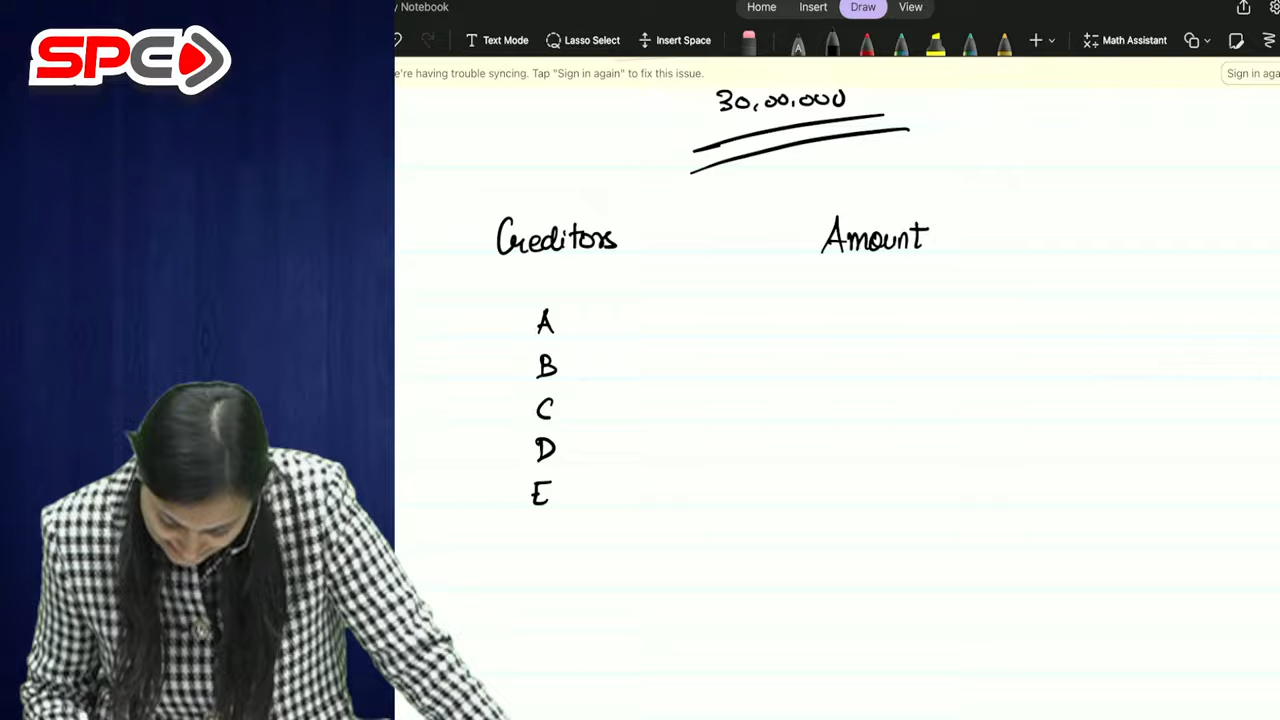 SPE
y Notebook
Home Insert Draw View
Text Mode Lasso Select Insert Space Math Assistant
e're having trouble syncing. Tap "Sign in again" to fix this issue. Sign in aga
30,00,000
Creditors Amount
A
B
C
D
E